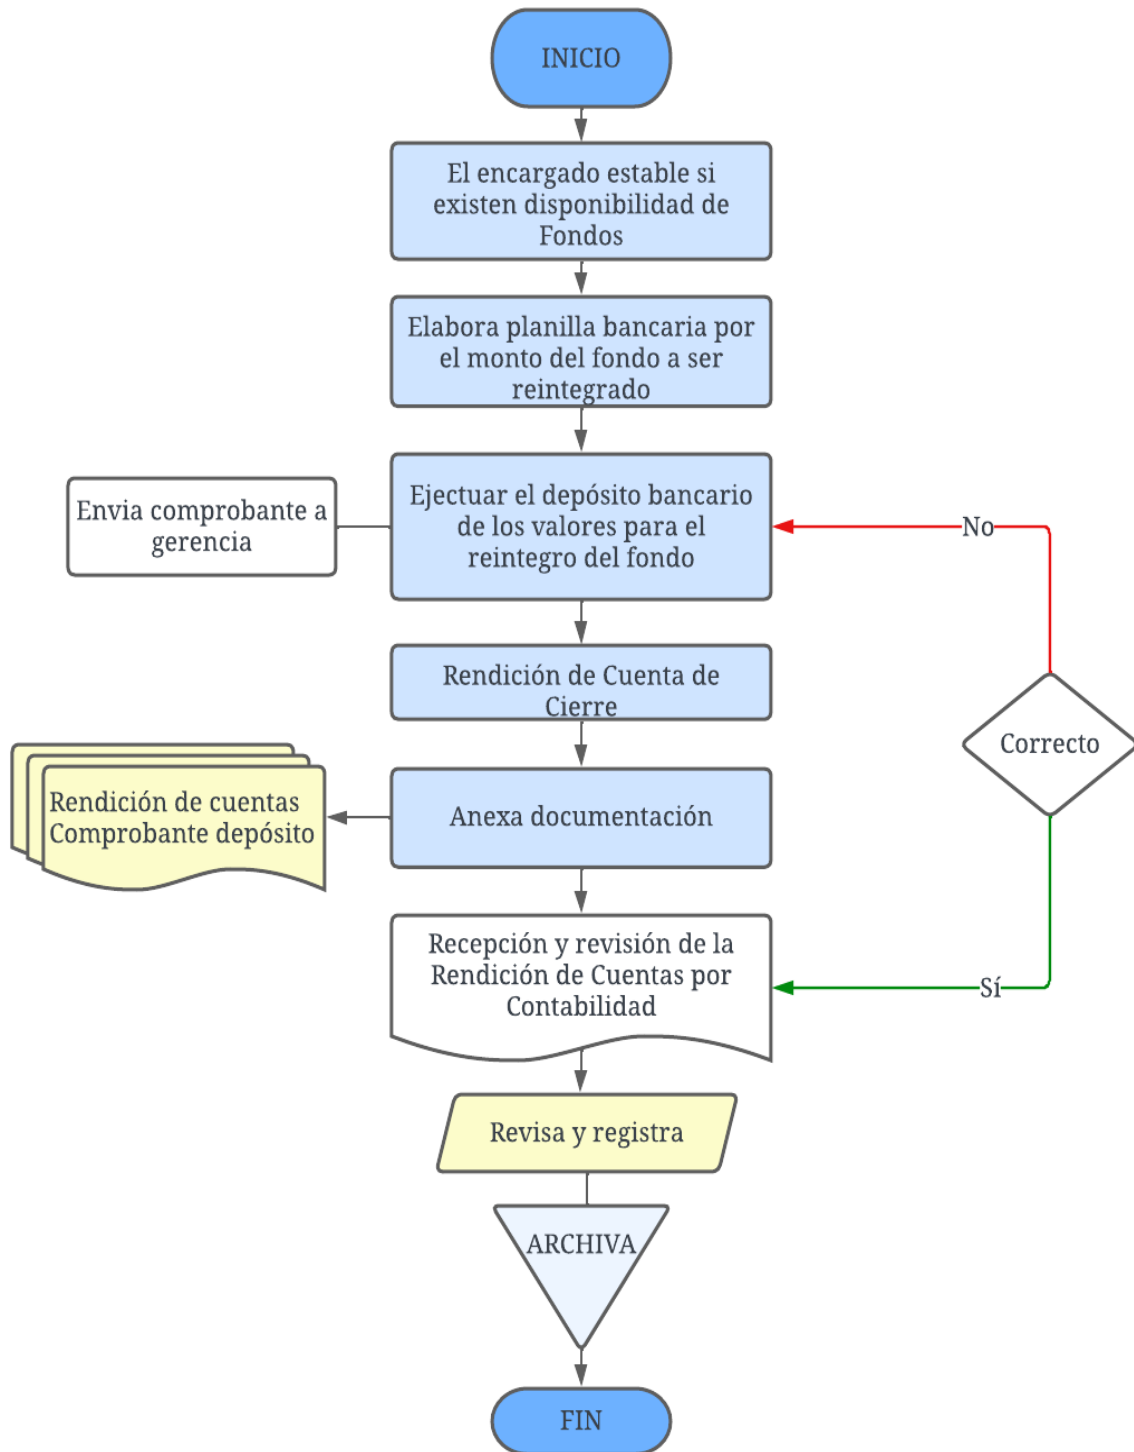 INICIO
El encargado estable si
existen disponibilidad de
Fondos
Elabora planilla bancaria por
el monto del fondo a ser
reintegrado
Envia comprobante a
gerencia
Ejectuar el depósito bancario
de los valores para el
reintegro del fondo
No
Rendición de Cuenta de
Cierre
Correcto
Rendición de cuentas
Comprobante depósito
Anexa documentación
Recepción y revisión de la
Rendición de Cuentas por
Contabilidad
Sí
Revisa y registra
ARCHIVA
FIN